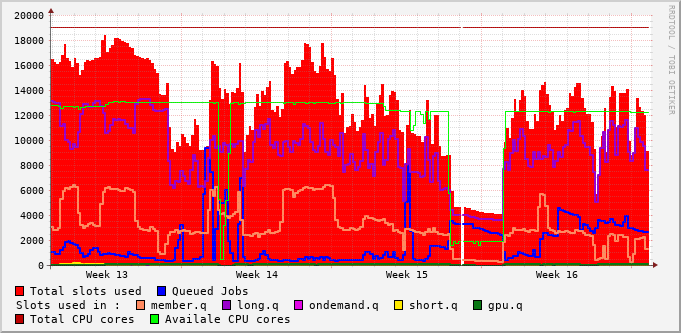 RRDTOOL / TOBI OETIKER
20000
18000
16000
14000
12000
10000
8000
6000
4000
2000
0
Week 13 Week 14 Week 15 Week 16
Total slots used Queued Jobs
Slots used in : member.q long.q ondemand.q short.q gpu.q
Total CPU cores Availale CPU cores